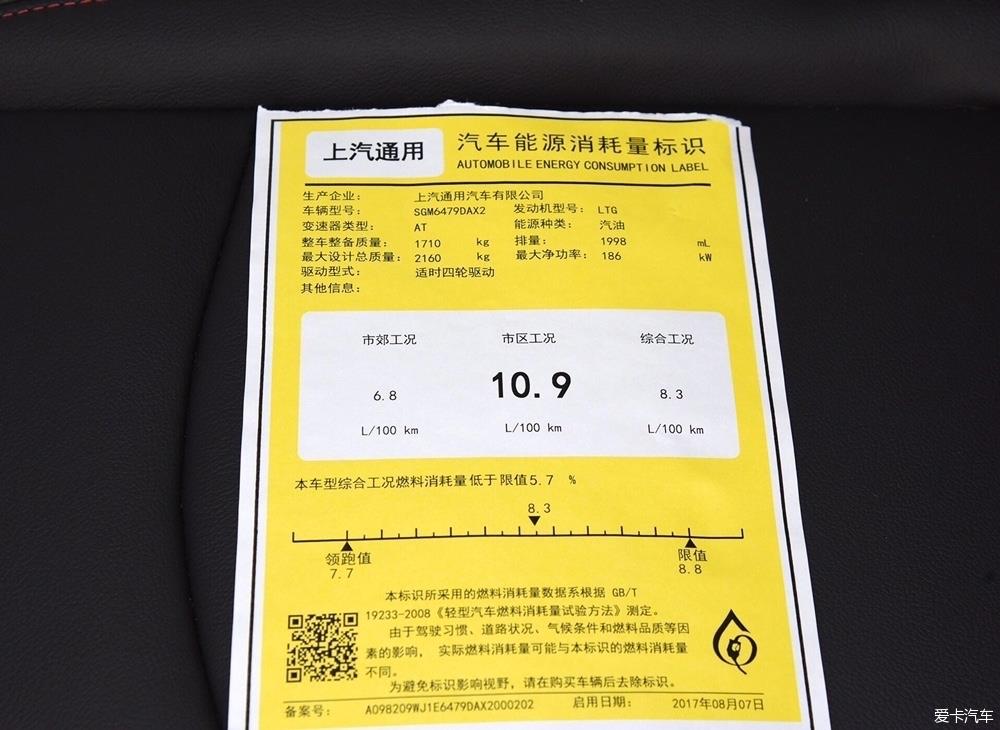 上汽通用
汽车能源消耗量标识
AUTOMOBILE ENERGY CONSUMPTION LABEL
生产企业： 上汽通用汽车有限公司
车辆型号： SGM6479DAX2 发动机型号： LTG
变速器类型： AT 能源种类： 汽油
整车整备质量： 1710 kg 排量： 1998 mL
最大设计总质量： 2160 kg 最大净功率： 186 kW
驱动型式： 适时四轮驱动
其他信息：
市郊工况 市区工况 综合工况
6.8 10.9 8.3
L/100 km L/100 km L/100 km
本车型综合工况燃料消耗量低于限值5.7 %
8.3
领跑值 限值
7.7 8.8
本标识所采用的燃料消耗量数据系根据 GB/T
19233-2008《轻型汽车燃料消耗量试验方法》测定。
由于驾驶习惯、道路状况、气候条件和燃料品质等因
素的影响， 实际燃料消耗量可能与本标识的燃料消耗量
不同。
为避免标识影响视野，请在购买车辆后去除标识。
备案号： A098209WJ1E6479DAX2000202 启用日期： 2017年08月07日
爱卡汽车